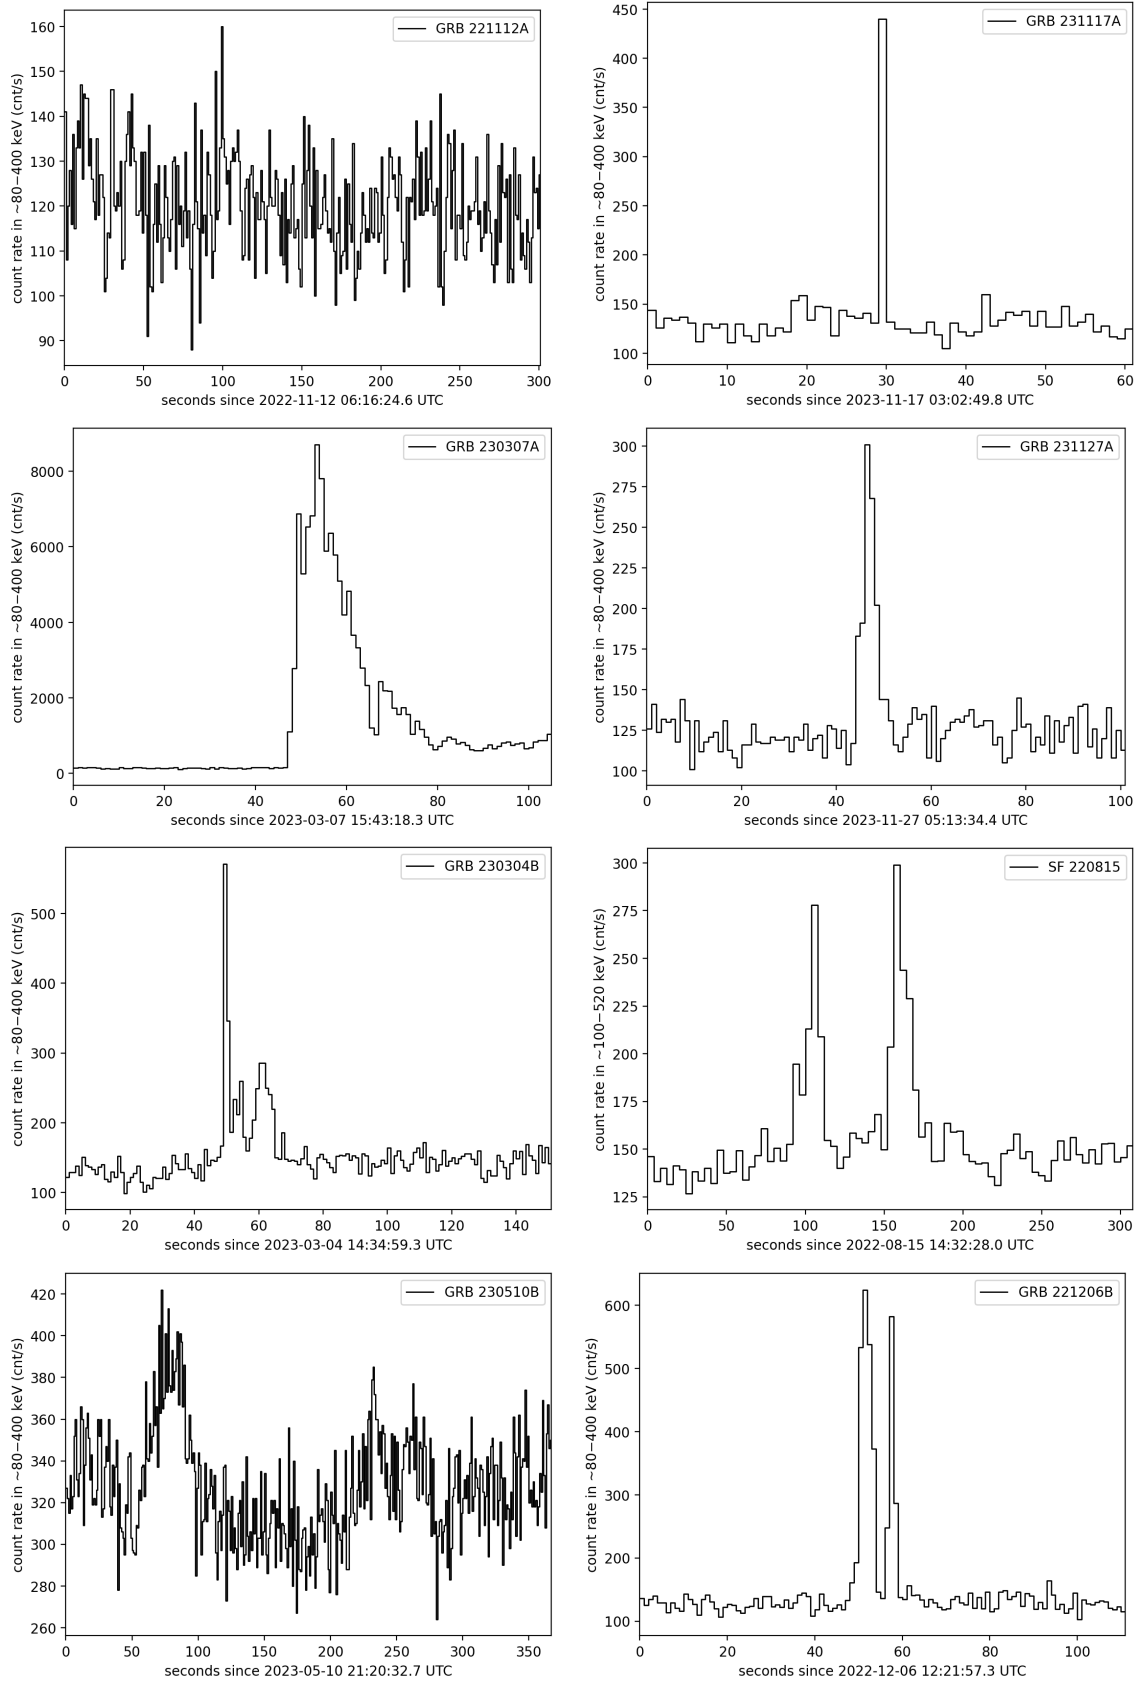 GRB 221112A
count rate in ~80−400 keV (cnt/s)
160
150
140
130
120
110
100
90
0 50 100 150 200 250 300
seconds since 2022-11-12 06:16:24.6 UTC
GRB 231117A
count rate in ~80−400 keV (cnt/s)
450
400
350
300
250
200
150
100
0 10 20 30 40 50 60
seconds since 2023-11-17 03:02:49.8 UTC
GRB 230307A
count rate in ~80−400 keV (cnt/s)
8000
6000
4000
2000
0
0 20 40 60 80 100
seconds since 2023-03-07 15:43:18.3 UTC
GRB 231127A
count rate in ~80−400 keV (cnt/s)
300
275
250
225
200
175
150
125
100
0 20 40 60 80 100
seconds since 2023-11-27 05:13:34.4 UTC
GRB 230304B
count rate in ~80−400 keV (cnt/s)
500
400
300
200
100
0 20 40 60 80 100 120 140
seconds since 2023-03-04 14:34:59.3 UTC
SF 220815
count rate in ~100−520 keV (cnt/s)
300
275
250
225
200
175
150
125
0 50 100 150 200 250 300
seconds since 2022-08-15 14:32:28.0 UTC
GRB 230510B
count rate in ~80−400 keV (cnt/s)
420
400
380
360
340
320
300
280
260
0 50 100 150 200 250 300 350
seconds since 2023-05-10 21:20:32.7 UTC
GRB 221206B
count rate in ~80−400 keV (cnt/s)
600
500
400
300
200
100
0 20 40 60 80 100
seconds since 2022-12-06 12:21:57.3 UTC